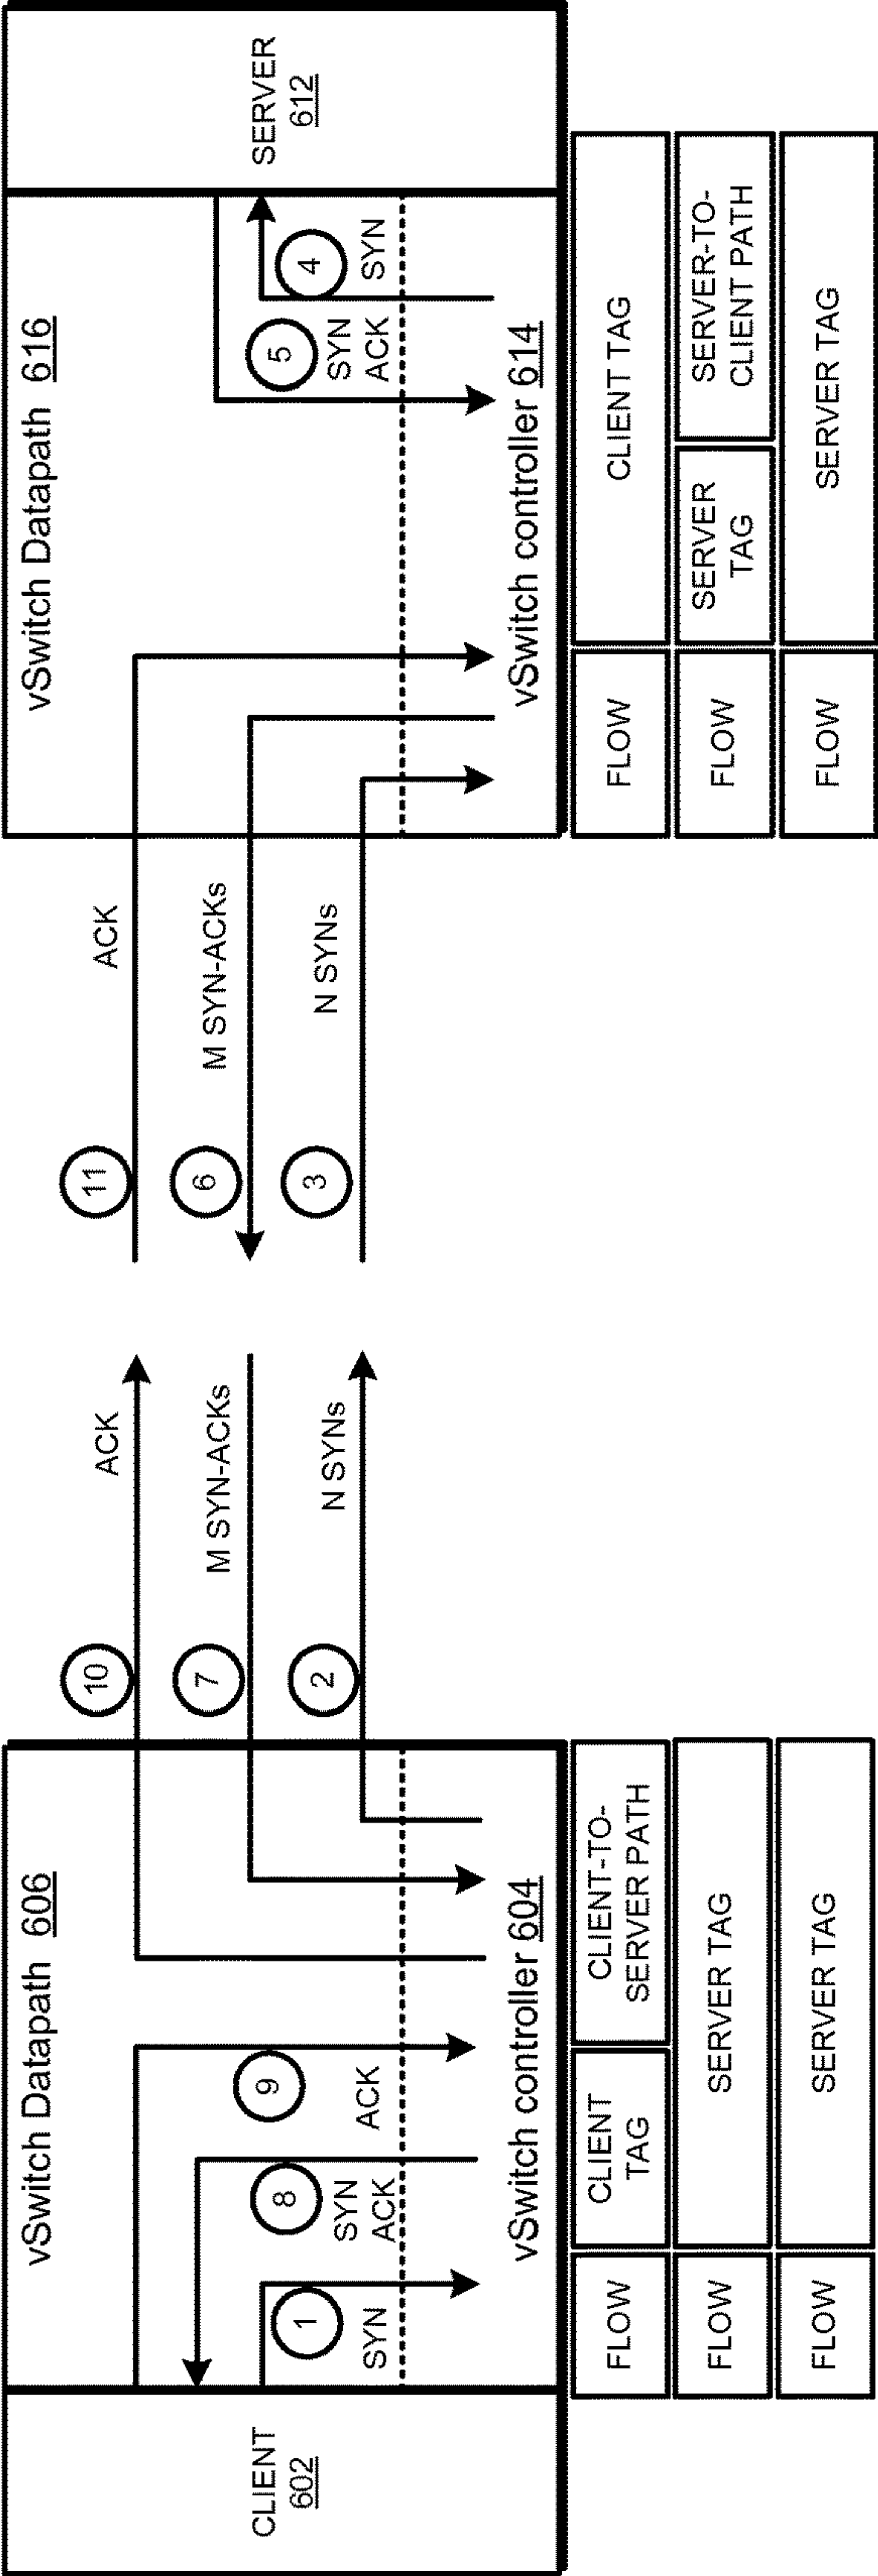 CLIENT
602
vSwitch Datapath 606
1
SYN
8
SYN
ACK
9
ACK
vSwitch controller 604
FLOW
CLIENT
TAG
CLIENT-TO-
SERVER PATH
FLOW
SERVER TAG
FLOW
SERVER TAG
10
ACK
7
M SYN-ACKs
2
N SYNs
11
ACK
6
M SYN-ACKs
3
N SYNs
vSwitch Datapath 616
5
SYN
ACK
4
SYN
vSwitch controller 614
SERVER
612
FLOW
CLIENT TAG
FLOW
SERVER
TAG
SERVER-TO-
CLIENT PATH
FLOW
SERVER TAG